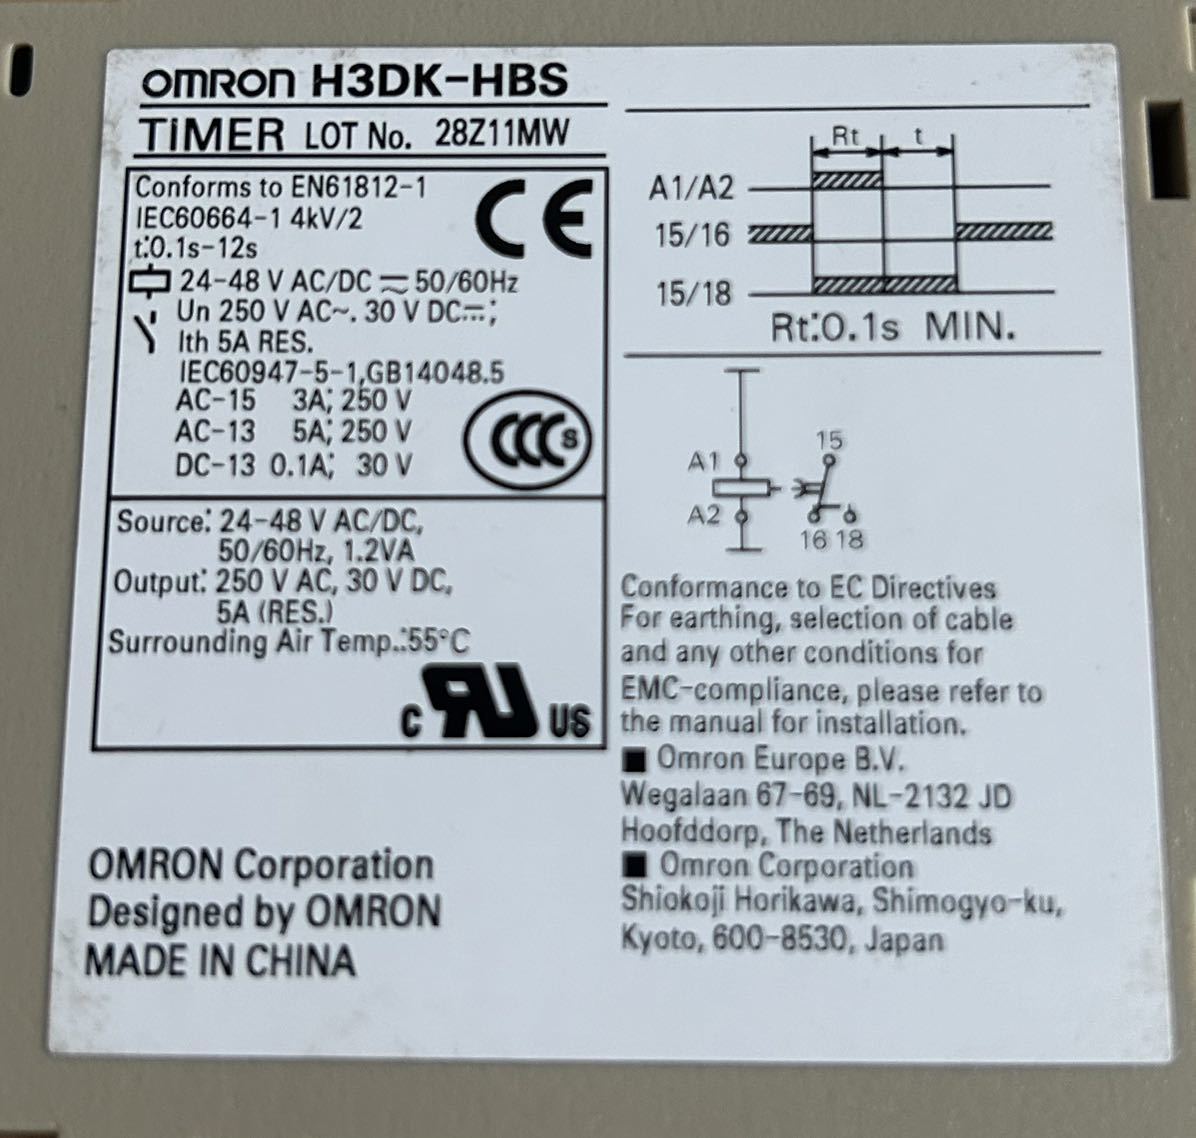 OMRON H3DK-HBS
TIMER LOT No. 28Z11MW
Conforms to EN61812-1
IEC60664-1 4kV/2
t:0.1s-12s
24-48 V AC/DC ⎓ 50/60Hz
Un 250 V AC~. 30 V DC⎓;
Ith 5A RES.
IEC60947-5-1,GB14048.5
AC-15 3A; 250 V
AC-13 5A; 250 V
DC-13 0.1A; 30 V
CE
CCC S
Source: 24-48 V AC/DC,
50/60Hz, 1.2VA
Output: 250 V AC, 30 V DC,
5A (RES.)
Surrounding Air Temp.:55°C
c RU US
OMRON Corporation
Designed by OMRON
MADE IN CHINA
Rt t
A1/A2
15/16
15/18
Rt:0.1s MIN.
15
A1
A2
16 18
Conformance to EC Directives
For earthing, selection of cable
and any other conditions for
EMC-compliance, please refer to
the manual for installation.
■ Omron Europe B.V.
Wegalaan 67-69, NL-2132 JD
Hoofddorp, The Netherlands
■ Omron Corporation
Shiokoji Horikawa, Shimogyo-ku,
Kyoto, 600-8530, Japan